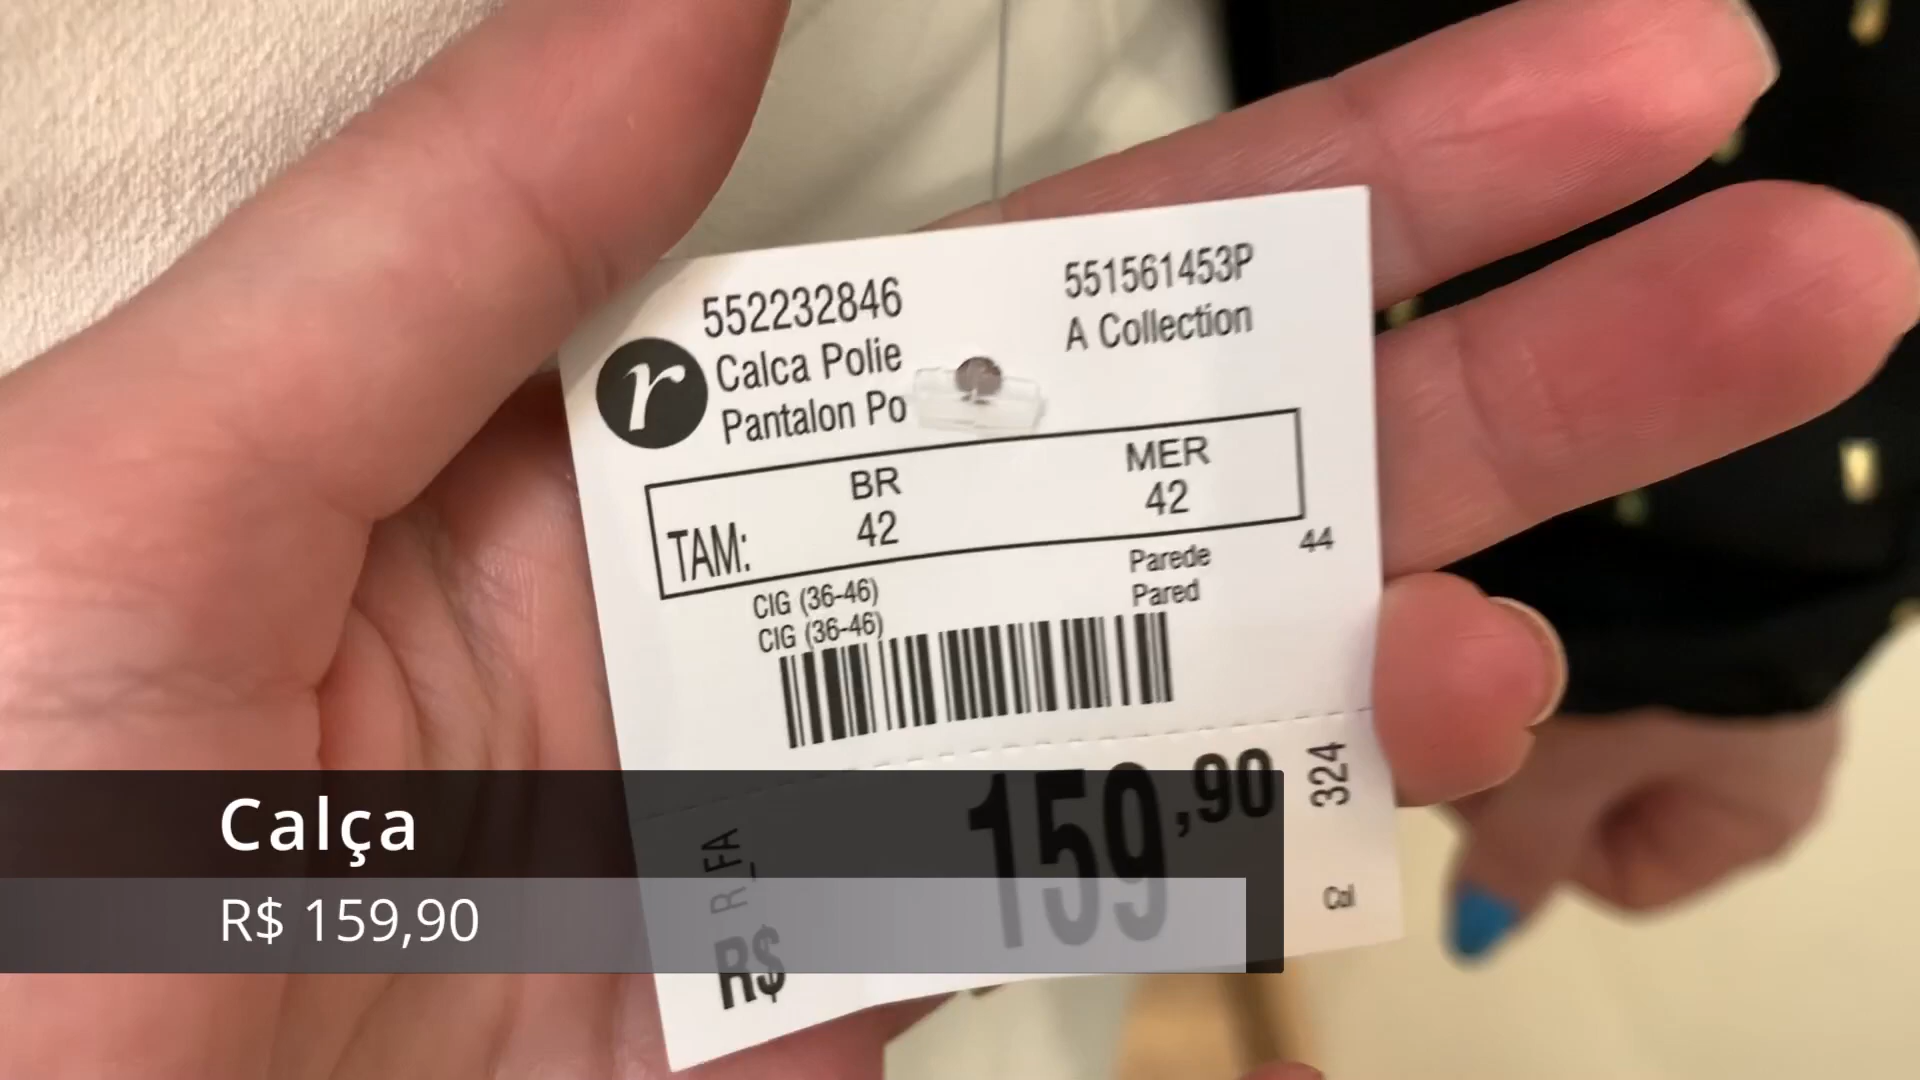 552232846 551561453P
Calca Polie A Collection
Pantalon Po
r
BR MER
TAM: 42 42
CIG (36-46) Parede 44
CIG (36-46) Pared
159,90 324
R_FA
R$
Cal
Calça
R$ 159,90